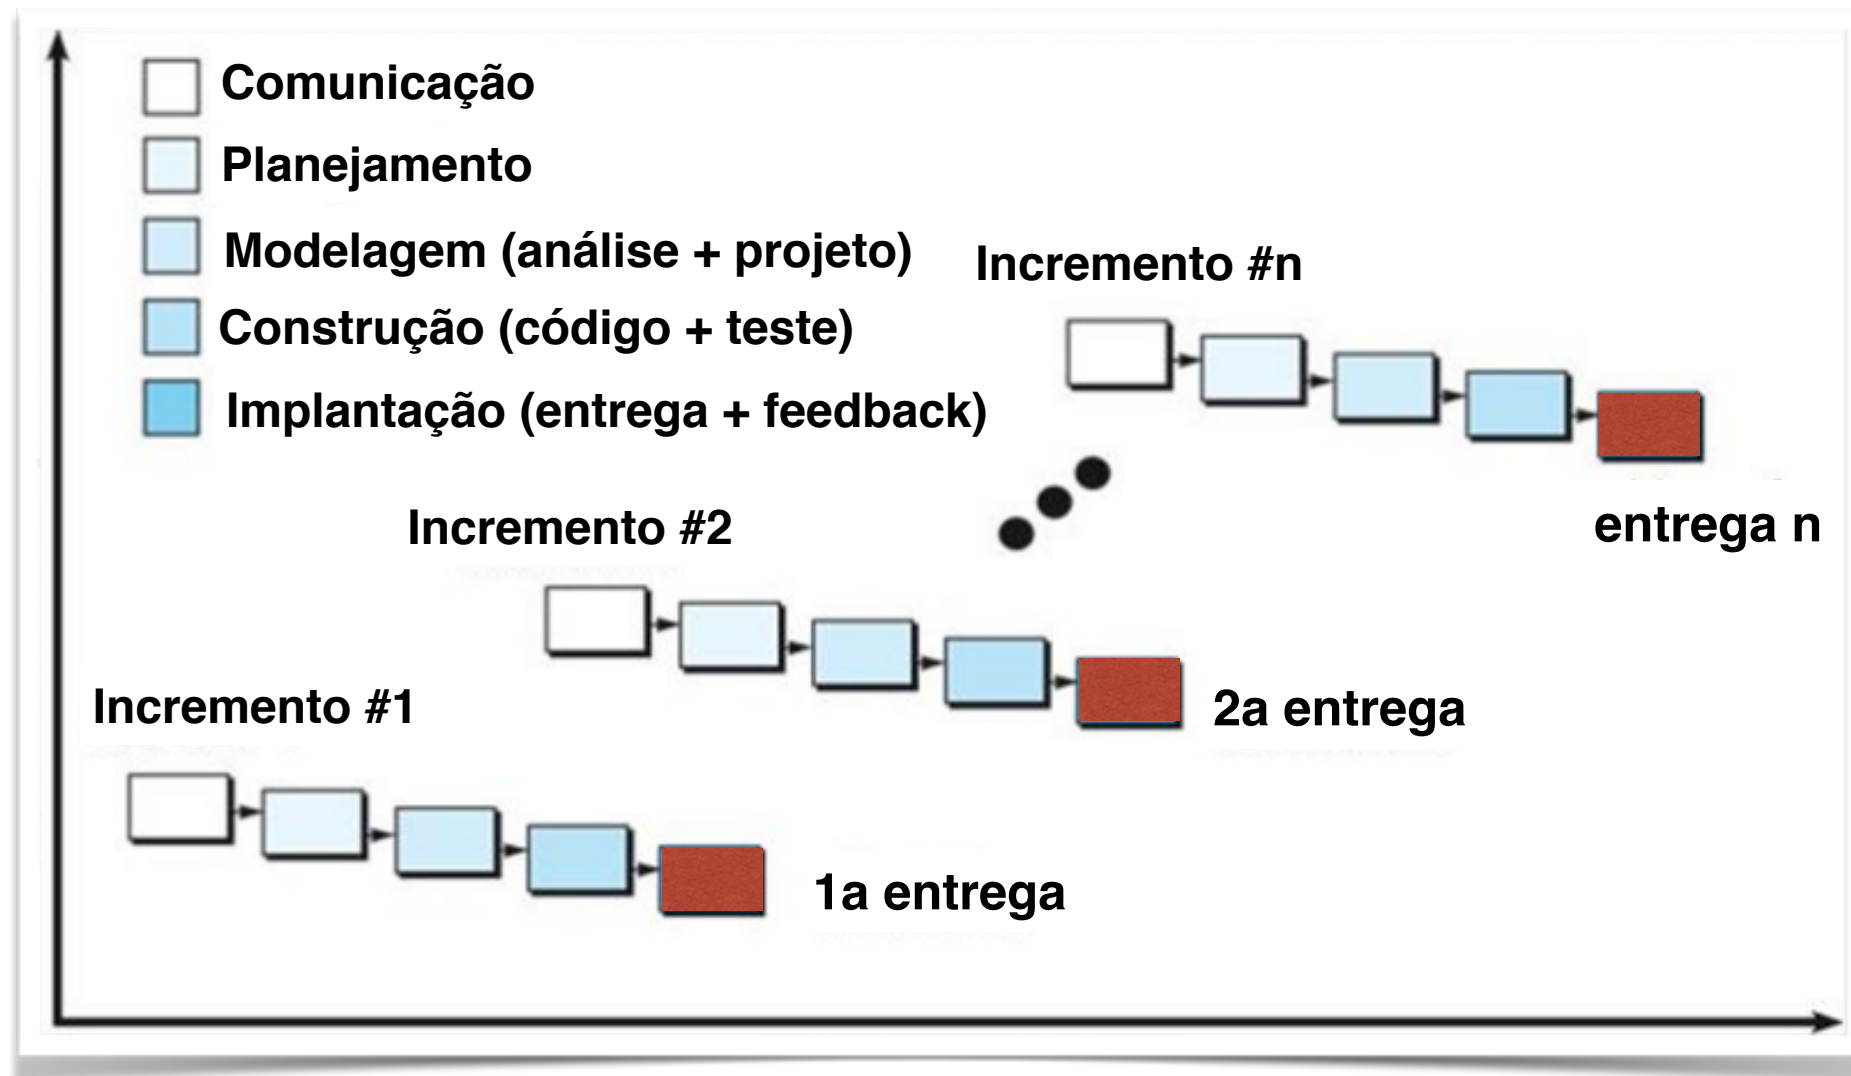 Comunicação
Planejamento
Modelagem (análise + projeto)
Incremento #n
Construção (código + teste)
Implantação (entrega + feedback)
entrega n
Incremento #2
2a entrega
Incremento #1
1a entrega